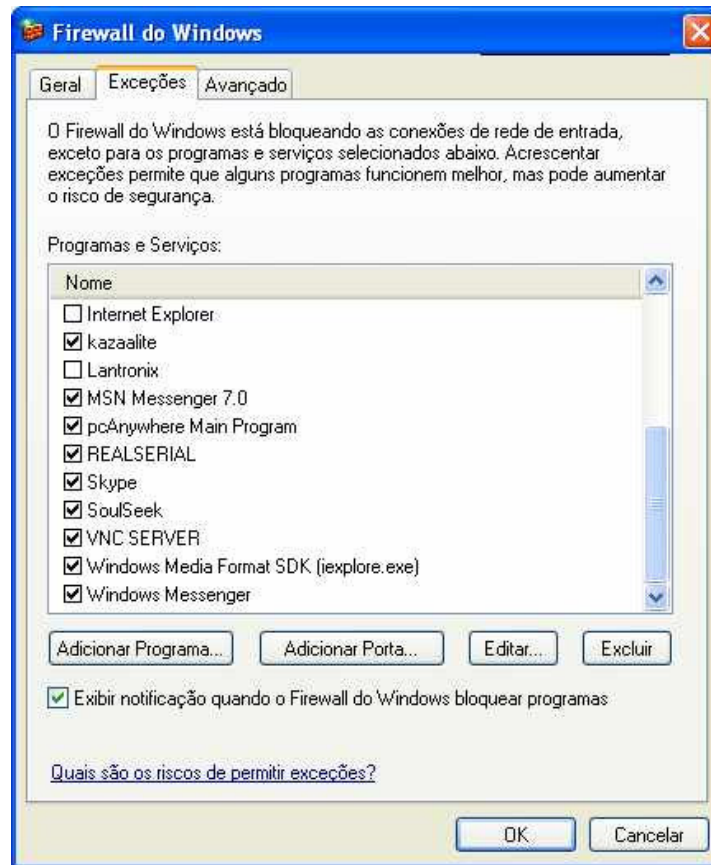 Firewall do Windows
Geral
Exceções
Avançado
O Firewall do Windows está bloqueando as conexões de rede de entrada,
exceto para os programas e serviços selecionados abaixo. Acrescentar
exceções permite que alguns programas funcionem melhor, mas pode aumentar
o risco de segurança.
Programas e Serviços:
Nome
Internet Explorer
kazaalite
Lantronix
MSN Messenger 7.0
pcAnywhere Main Program
REALSERIAL
Skype
SoulSeek
VNC SERVER
Windows Media Format SDK (iexplore.exe)
Windows Messenger
Adicionar Programa...
Adicionar Porta...
Editar...
Excluir
Exibir notificação quando o Firewall do Windows bloquear programas
Quais são os riscos de permitir exceções?
OK
Cancelar